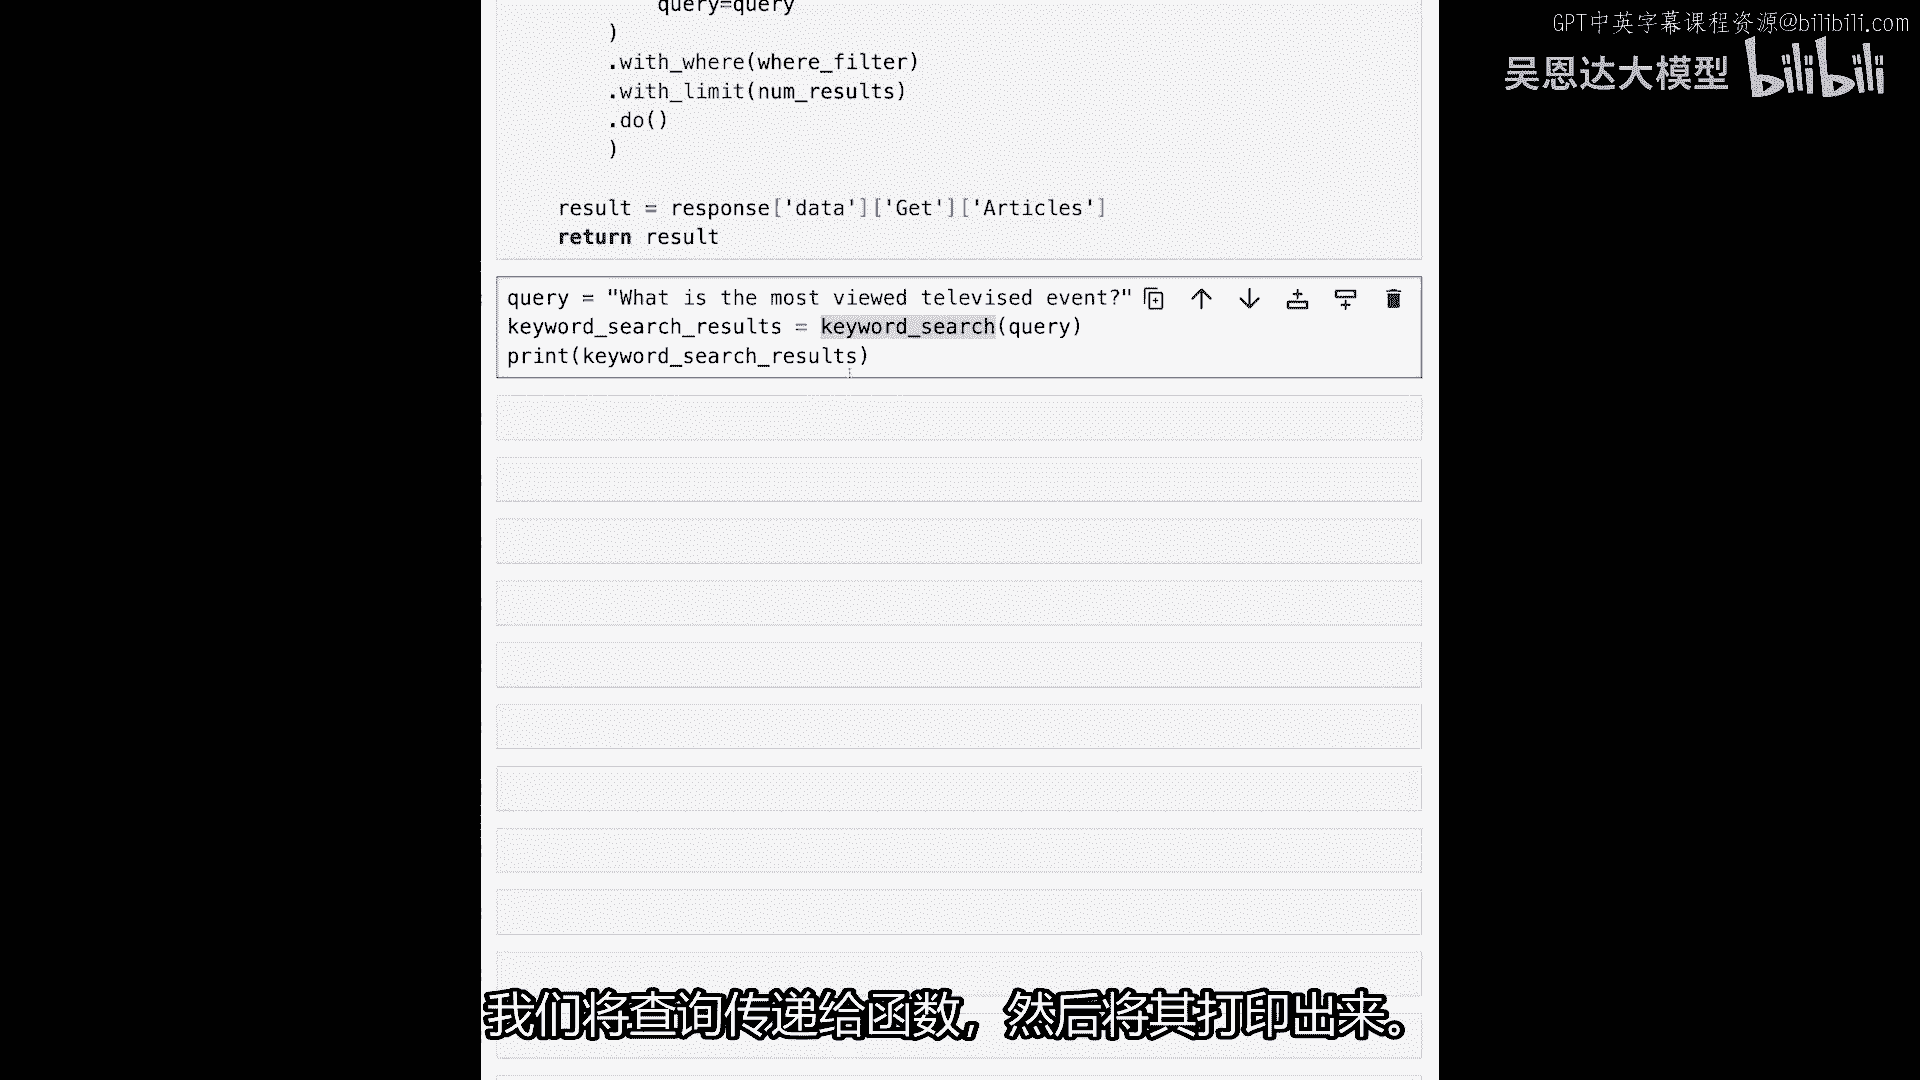 GPT中英字幕课程资源@bilibili.com
吴恩达大模型 bilibili
query=query
)
.with_where(where_filter)
.with_limit(num_results)
.do()
)
result = response['data']['Get']['Articles']
return result
query = "What is the most viewed televised event?"
keyword_search_results = keyword_search(query)
print(keyword_search_results)
我们将查询传递给函数，然后将其打印出来。